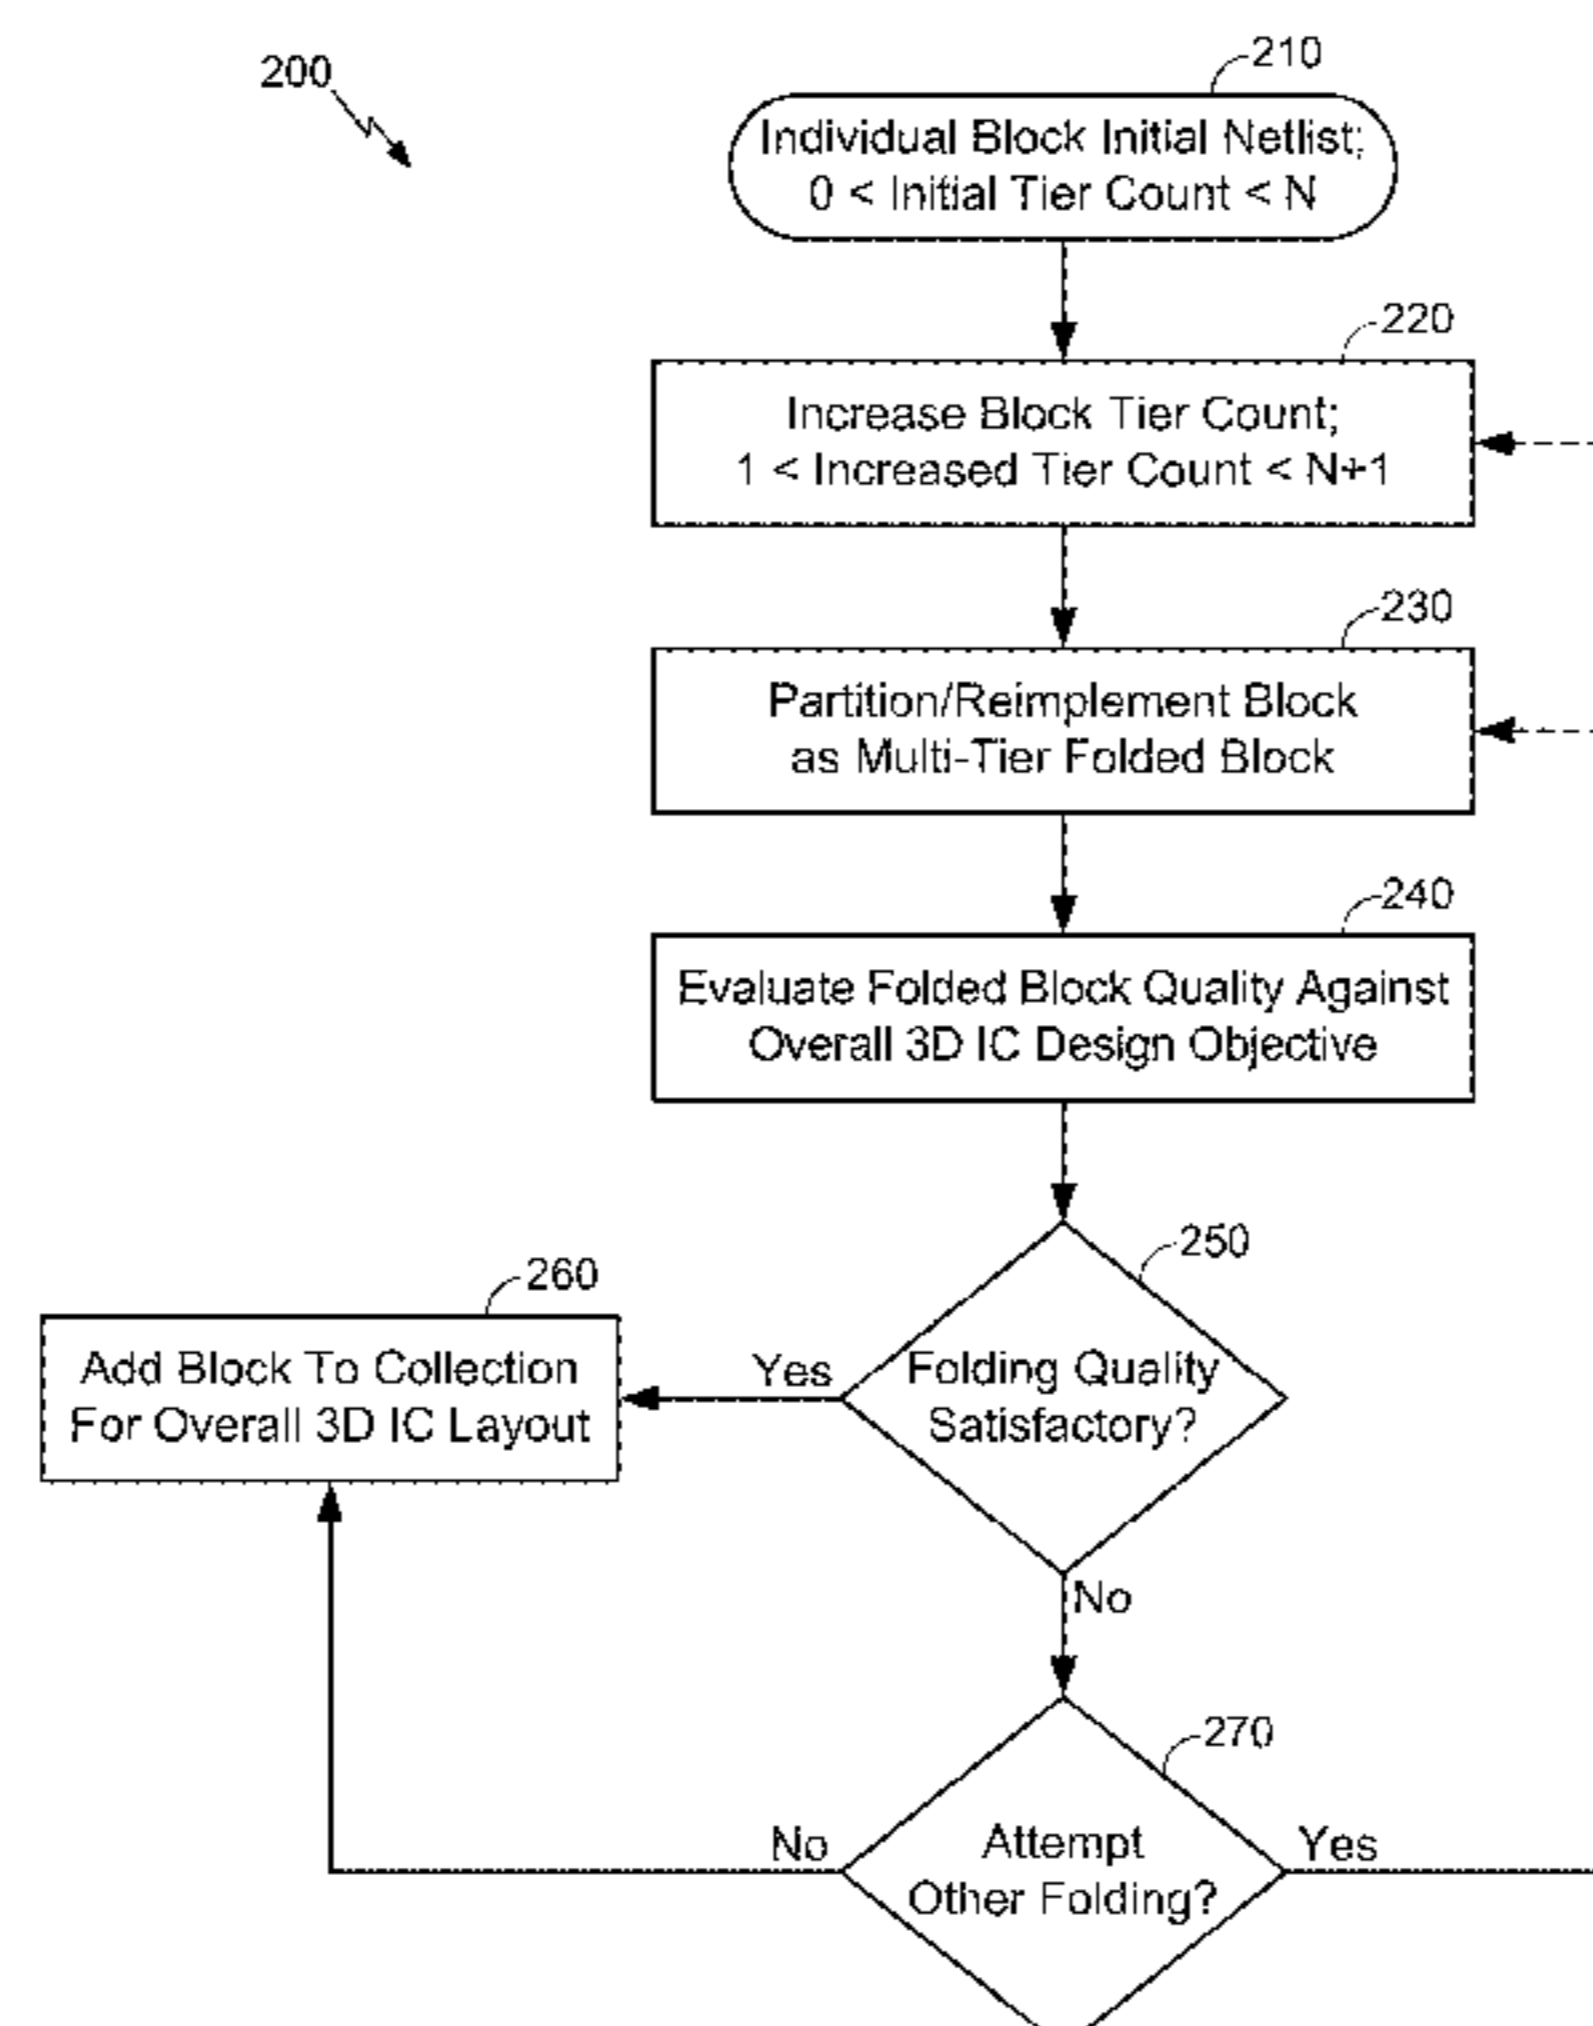 200
210
Individual Block Initial Netlist;
0 < Initial Tier Count < N
220
Increase Block Tier Count;
1 < Increased Tier Count < N+1
230
Partition/Reimplement Block
as Multi-Tier Folded Block
240
Evaluate Folded Block Quality Against
Overall 3D IC Design Objective
250
Folding Quality
Satisfactory?
Yes
260
Add Block To Collection
For Overall 3D IC Layout
No
270
Attempt
Other Folding?
No
Yes